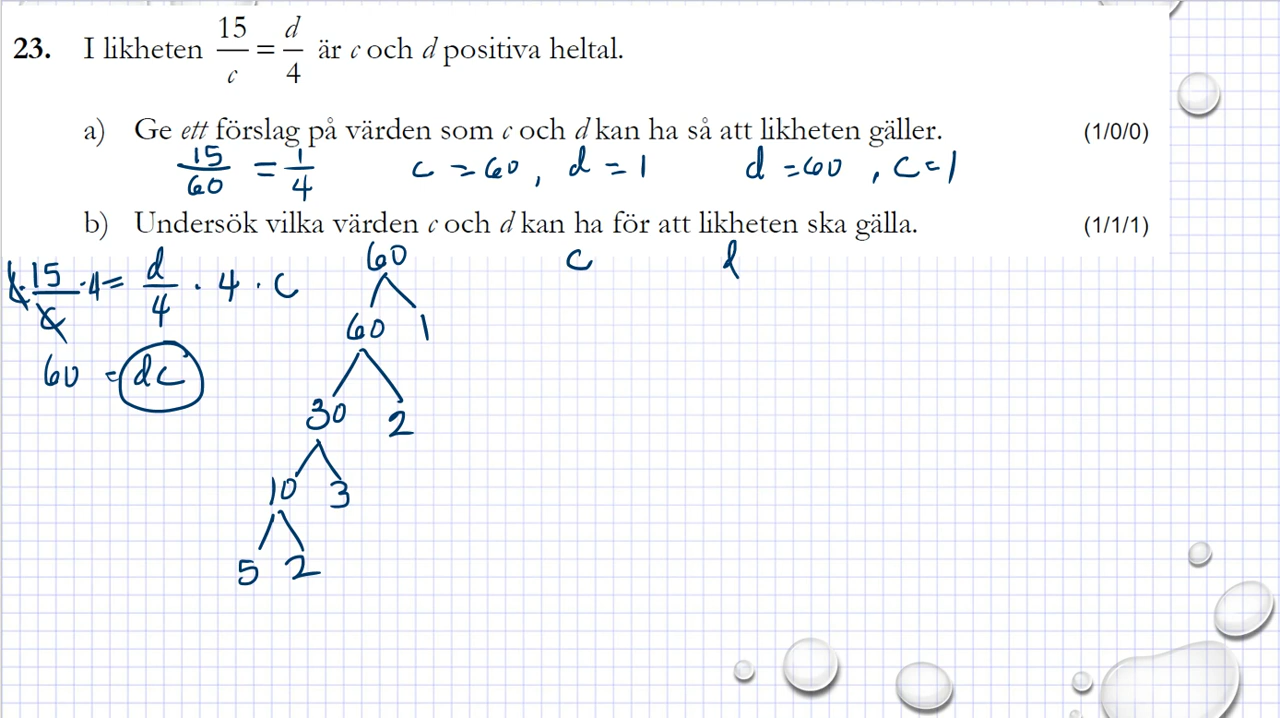 23. I likheten 15/c = d/4 är c och d positiva heltal.
a) Ge ett förslag på värden som c och d kan ha så att likheten gäller. (1/0/0)
15/60 = 1/4 c = 60, d = 1 d = 60, c = 1
b) Undersök vilka värden c och d kan ha för att likheten ska gälla. (1/1/1)
60 c d
c · 15/c · 4 = d/4 · 4 · c
60 1
60 = dc
30 2
10 3
5 2